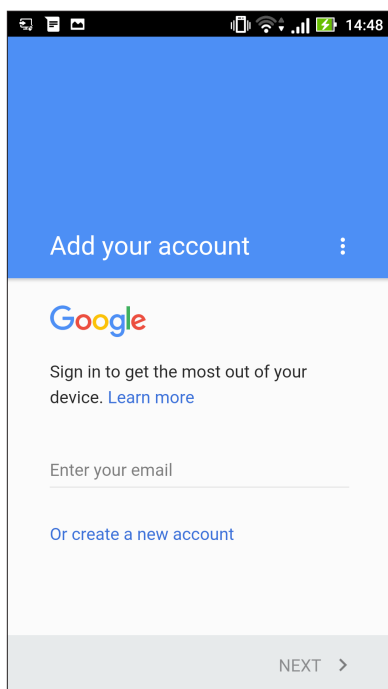 14:48
Add your account
Google
Sign in to get the most out of your
device. Learn more
Enter your email
Or create a new account
NEXT